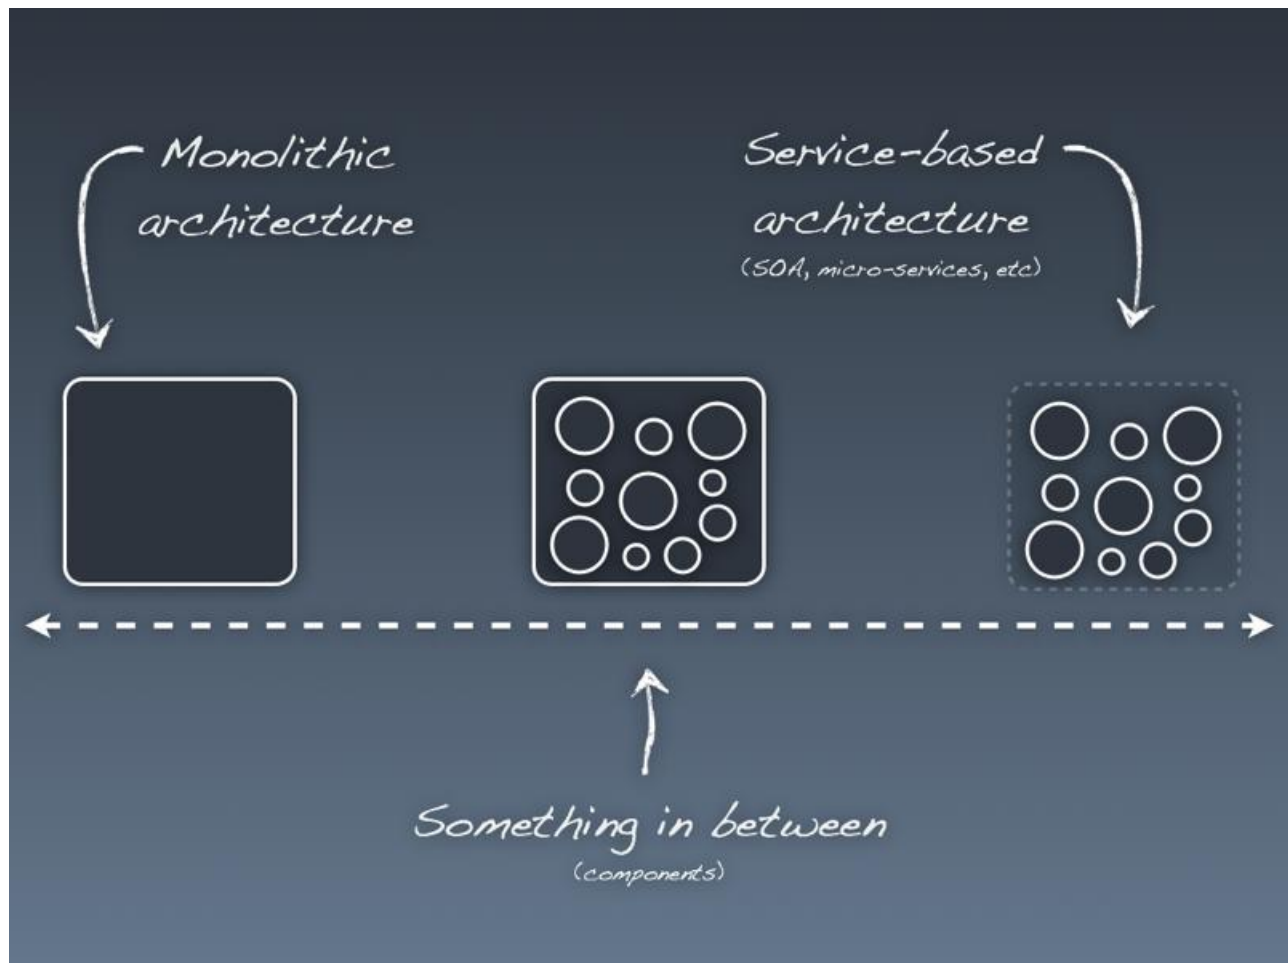 Monolithic
architecture
Service-based
architecture
(SOA, micro-services, etc)
Something in between
(components)